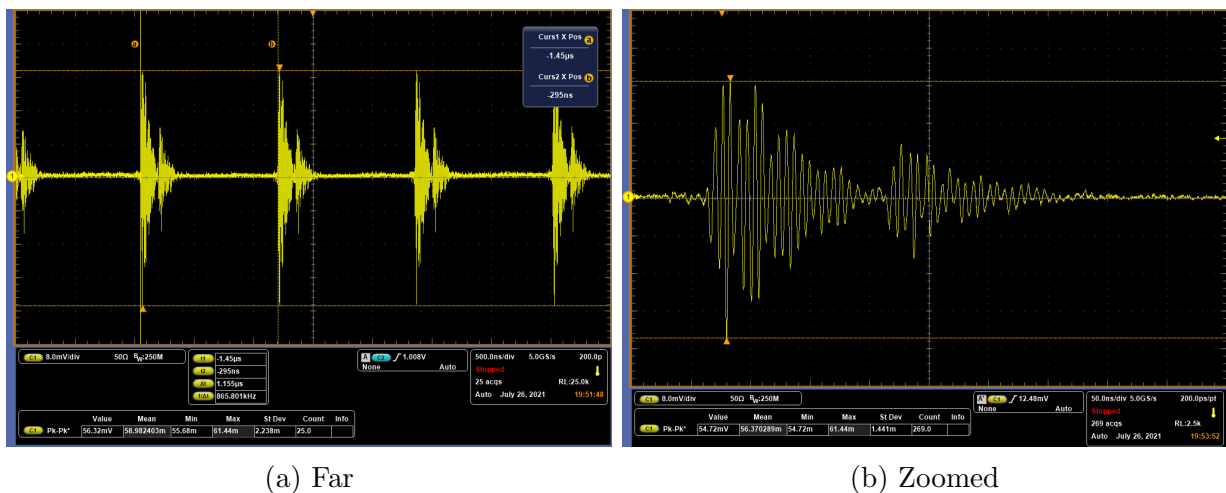 a
b
Curs1 X Pos a
-1.45µs
Curs2 X Pos b
-295ns
1
C1 8.0mV/div 50Ω BW:250M
t1 -1.45µs
t2 -295ns
Δt 1.155µs
1/Δt 865.801kHz
A C2 1.008V
None Auto
500.0ns/div 5.0GS/s 200.0p
Stopped
25 acqs RL:25.0k
Auto July 26, 2021 19:51:48
Value Mean Min Max St Dev Count Info
C1 Pk-Pk* 56.32mV 58.982403m 55.68m 61.44m 2.238m 25.0
(a) Far
1
C1 8.0mV/div 50Ω BW:250M
A' C1 12.48mV
None Auto
50.0ns/div 5.0GS/s 200.0ps/pt
Stopped
269 acqs RL:2.5k
Auto July 26, 2021 19:53:52
Value Mean Min Max St Dev Count Info
C1 Pk-Pk* 54.72mV 56.370289m 54.72m 61.44m 1.441m 269.0
(b) Zoomed